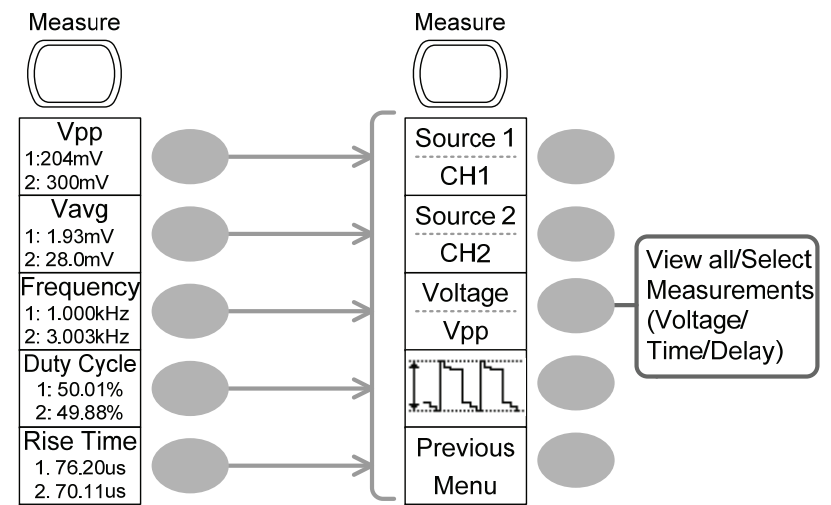 Measure
Vpp
1:204mV
2: 300mV
Vavg
1: 1.93mV
2: 28.0mV
Frequency
1: 1.000kHz
2: 3.003kHz
Duty Cycle
1: 50.01%
2: 49.88%
Rise Time
1. 76.20us
2. 70.11us
Measure
Source 1
CH1
Source 2
CH2
Voltage
Vpp
Previous
Menu
View all/Select
Measurements
(Voltage/
Time/Delay)